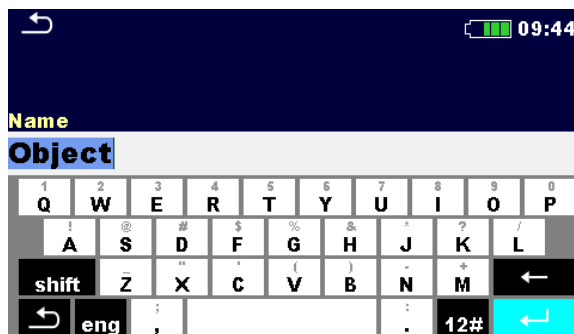 09:44
Name
Object
1 2 3 4 5 6 7 8 9 0
Q W E R T Y U I O P
! @ # $ % & * ? /
A S D F G H J K L
_ " ' ( ) - +
shift Z X C V B N M
; :
eng , . 12#